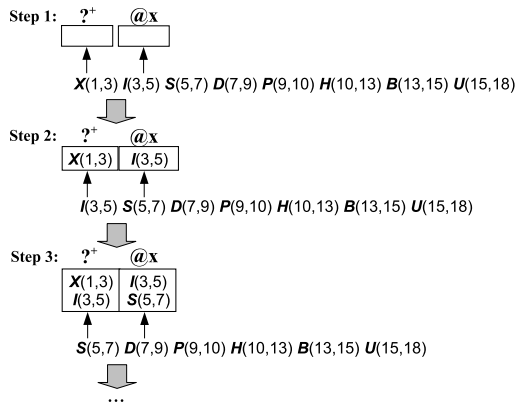 Step 1: ?+ @x
X(1,3) I(3,5) S(5,7) D(7,9) P(9,10) H(10,13) B(13,15) U(15,18)
Step 2: ?+ @x
X(1,3) I(3,5)
I(3,5) S(5,7) D(7,9) P(9,10) H(10,13) B(13,15) U(15,18)
Step 3: ?+ @x
X(1,3) I(3,5)
I(3,5) S(5,7)
S(5,7) D(7,9) P(9,10) H(10,13) B(13,15) U(15,18)
...